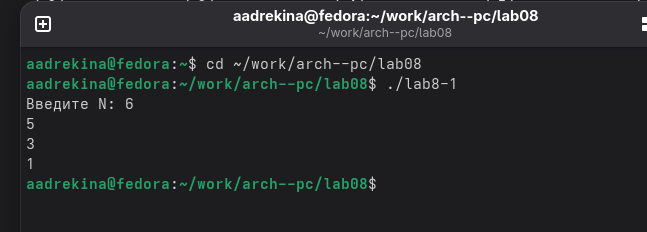 aadrekina@fedora:~/work/arch--pc/lab08
~/work/arch--pc/lab08
aadrekina@fedora:~$ cd ~/work/arch--pc/lab08
aadrekina@fedora:~/work/arch--pc/lab08$ ./lab8-1
Введите N: 6
5
3
1
aadrekina@fedora:~/work/arch--pc/lab08$